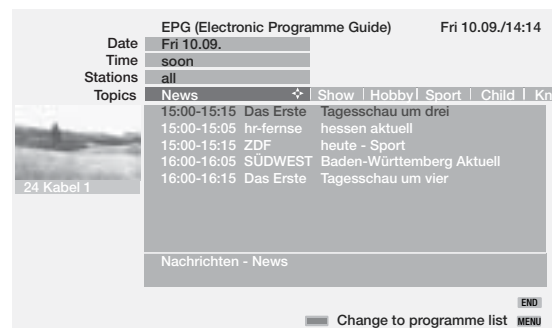 EPG (Electronic Programme Guide) Fri 10.09./14:14
Date Fri 10.09.
Time soon
Stations all
Topics News Show Hobby Sport Child Kn
15:00-15:15 Das Erste Tagesschau um drei
15:00-15:05 hr-fernse hessen aktuell
15:00-15:15 ZDF heute - Sport
16:00-16:05 SÜDWEST Baden-Württemberg Aktuell
16:00-16:15 Das Erste Tagesschau um vier
24 Kabel 1
Nachrichten - News
END
Change to programme list MENU